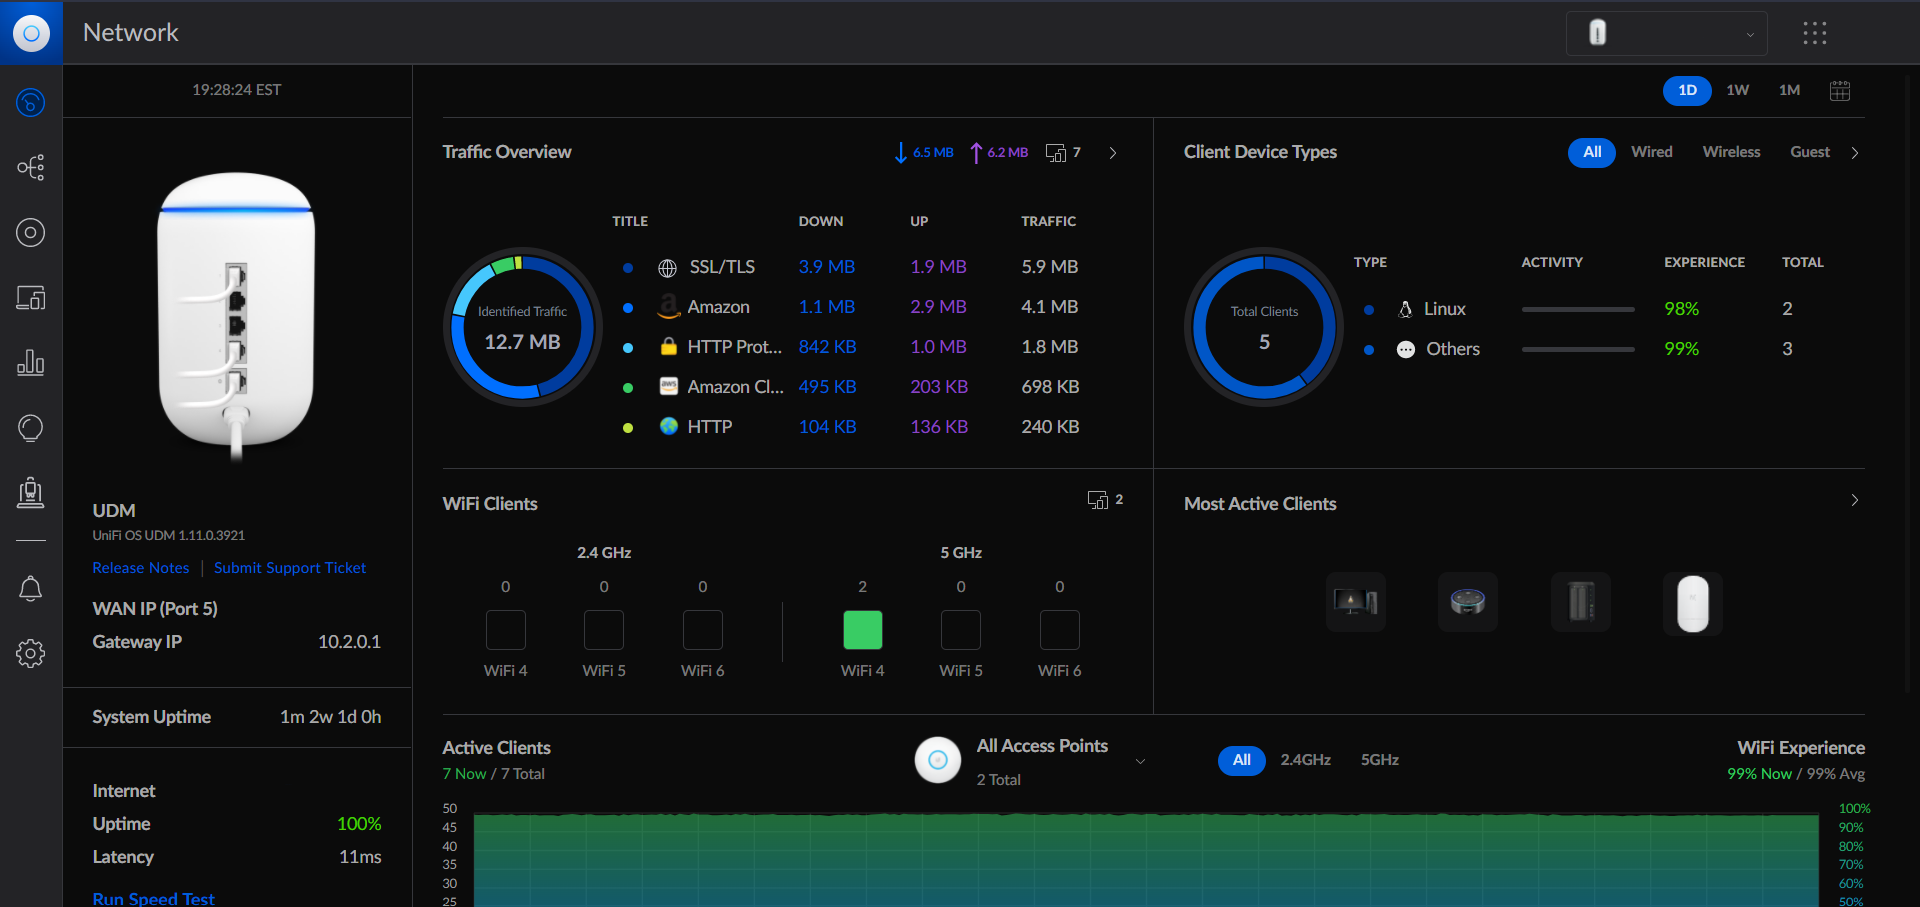 Network
19:28:24 EST
1D 1W 1M
Traffic Overview 6.5 MB 6.2 MB 7
TITLE DOWN UP TRAFFIC
Identified Traffic
12.7 MB
SSL/TLS 3.9 MB 1.9 MB 5.9 MB
Amazon 1.1 MB 2.9 MB 4.1 MB
HTTP Prot... 842 KB 1.0 MB 1.8 MB
aws Amazon Cl... 495 KB 203 KB 698 KB
HTTP 104 KB 136 KB 240 KB
Client Device Types All Wired Wireless Guest
Total Clients
5
TYPE ACTIVITY EXPERIENCE TOTAL
Linux 98% 2
Others 99% 3
UDM
UniFi OS UDM 1.11.0.3921
Release Notes | Submit Support Ticket
WAN IP (Port 5)
Gateway IP 10.2.0.1
System Uptime 1m 2w 1d 0h
Internet
Uptime 100%
Latency 11ms
Run Speed Test
WiFi Clients 2
2.4 GHz 5 GHz
0 0 0 2 0 0
WiFi 4 WiFi 5 WiFi 6 WiFi 4 WiFi 5 WiFi 6
Most Active Clients
Active Clients
7 Now / 7 Total
All Access Points
2 Total
All 2.4GHz 5GHz
WiFi Experience
99% Now / 99% Avg
50 100%
45 90%
40 80%
35 70%
30 60%
25 50%